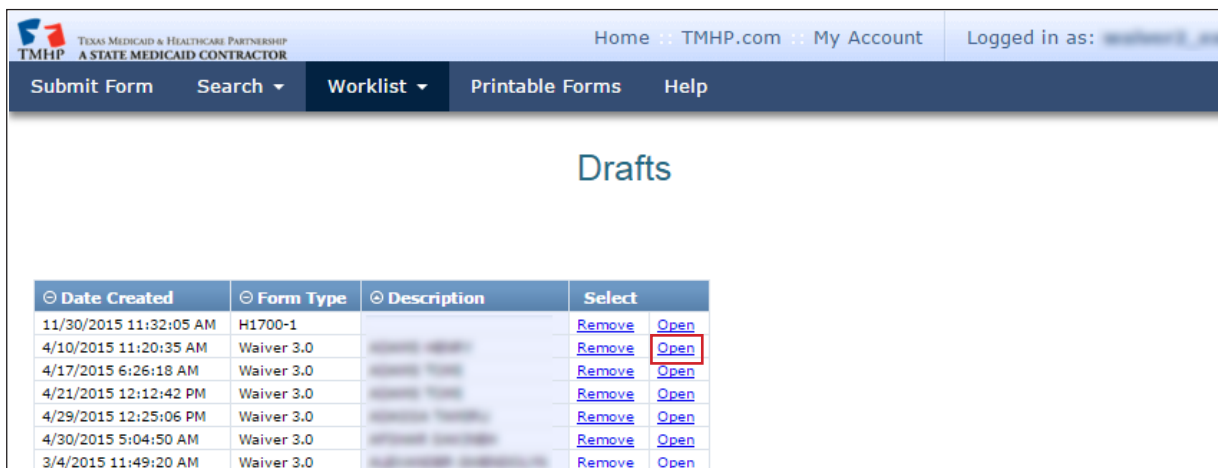 TEXAS MEDICAID & HEALTHCARE PARTNERSHIP
TMHP A STATE MEDICAID CONTRACTOR
Home :: TMHP.com :: My Account Logged in as:
Submit Form Search Worklist Printable Forms Help
Drafts
Date Created Form Type Description Select
11/30/2015 11:32:05 AM H1700-1 Remove Open
4/10/2015 11:20:35 AM Waiver 3.0 Remove Open
4/17/2015 6:26:18 AM Waiver 3.0 Remove Open
4/21/2015 12:12:42 PM Waiver 3.0 Remove Open
4/29/2015 12:25:06 PM Waiver 3.0 Remove Open
4/30/2015 5:04:50 AM Waiver 3.0 Remove Open
3/4/2015 11:49:20 AM Waiver 3.0 Remove Open